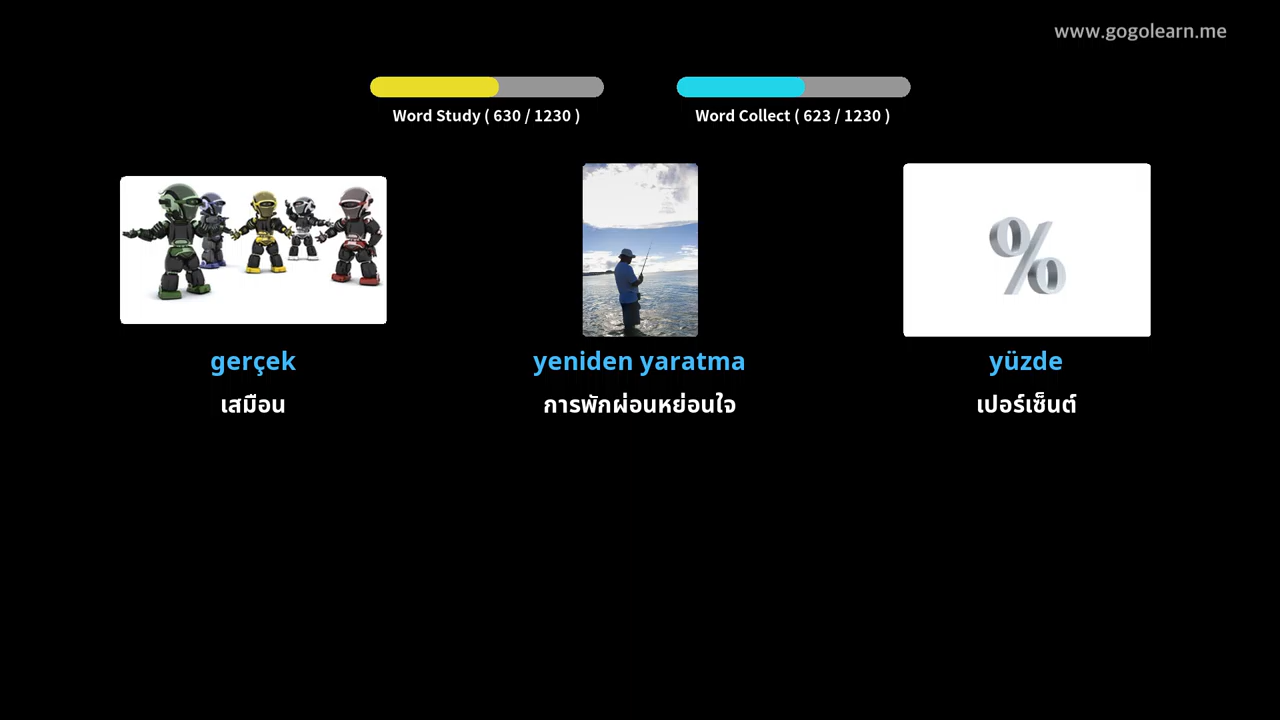 www.gogolearn.me
Word Study ( 630 / 1230 )
Word Collect ( 623 / 1230 )
gerçek
yeniden yaratma
yüzde
เสมือน
การพักผ่อนหย่อนใจ
เปอร์เซ็นต์